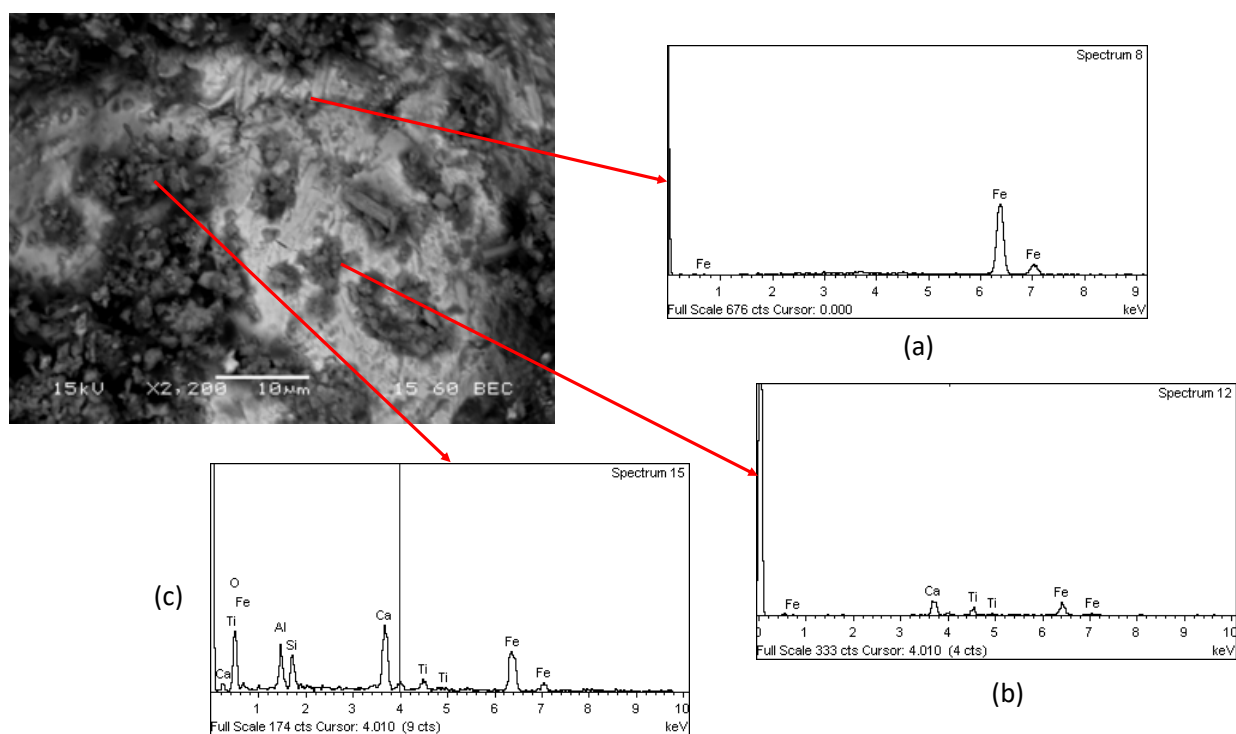 15kV X2,200 10µm 15 60 BEC
Spectrum 8
Fe
Fe
Fe
1 2 3 4 5 6 7 8 9
Full Scale 676 cts Cursor: 0.000 keV
(a)
Spectrum 12
Fe Ca Ti Ti Fe Fe
0 1 2 3 4 5 6 7 8 9 10
Full Scale 333 cts Cursor: 4.010 (4 cts) keV
(b)
Spectrum 15
(c)
O
Ti Fe
Ca Al Si Ca Ti Ti Fe Fe
1 2 3 4 5 6 7 8 9 10
Full Scale 174 cts Cursor: 4.010 (9 cts) keV